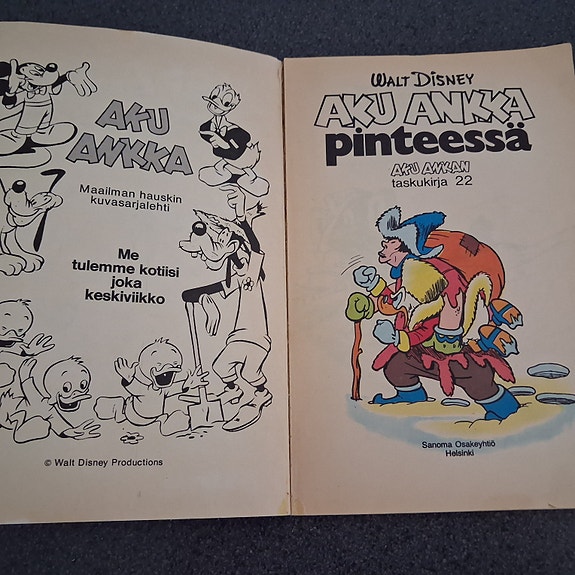 AKU
ANKKA
Maailman hauskin
kuvasarjalehti
Me
tulemme kotiisi
joka
keskiviikko
© Walt Disney Productions
WALT DISNEY
AKU ANKKA
pinteessä
AKU ANKAN
taskukirja 22
Sanoma Osakeyhtiö
Helsinki